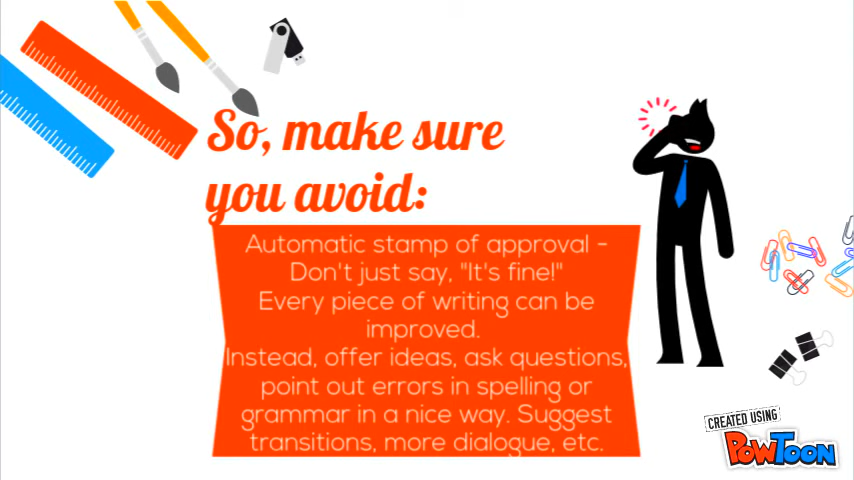 So, make sure
you avoid:
Automatic stamp of approval -
Don't just say, "It's fine!"
Every piece of writing can be
improved.
Instead, offer ideas, ask questions,
point out errors in spelling or
grammar in a nice way. Suggest
transitions, more dialogue, etc.
CREATED USING
POWTOON